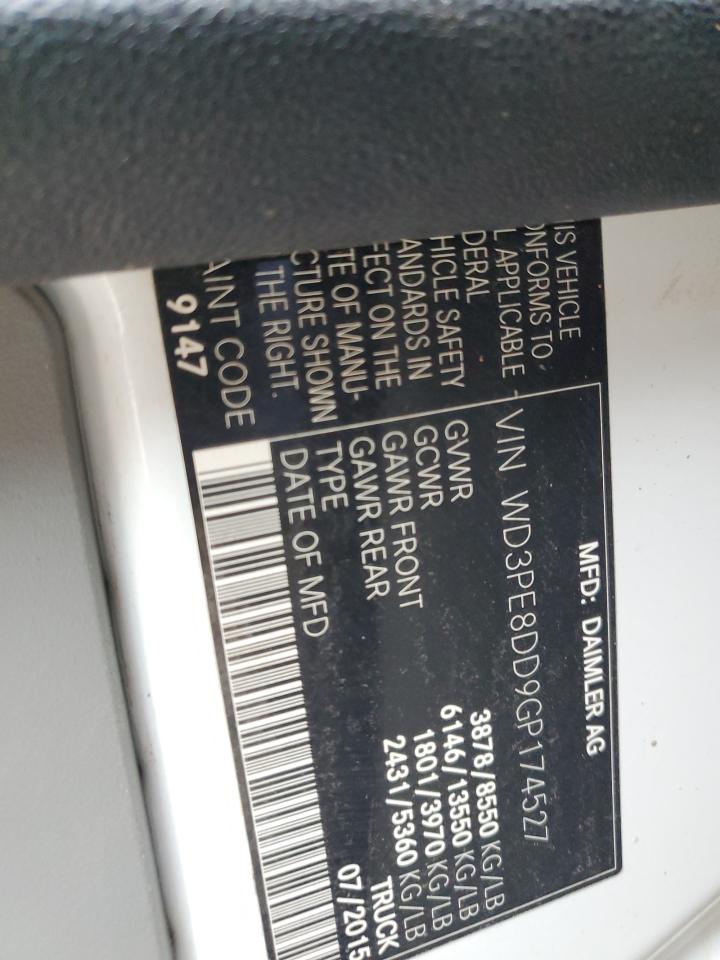 MFD: DAIMLER AG
VIN WD3PE8DD9GP174527
GVWR 3878/8550 KG/LB
GCWR 6146/13550 KG/LB
GAWR FRONT 1801/3970 KG/LB
GAWR REAR 2431/5360 KG/LB
TYPE TRUCK
DATE OF MFD 07/2015
IS VEHICLE
ONFORMS TO
L APPLICABLE
DERAL
HICLE SAFETY
ANDARDS IN
FECT ON THE
TE OF MANU-
CTURE SHOWN
THE RIGHT.
AINT CODE
9147